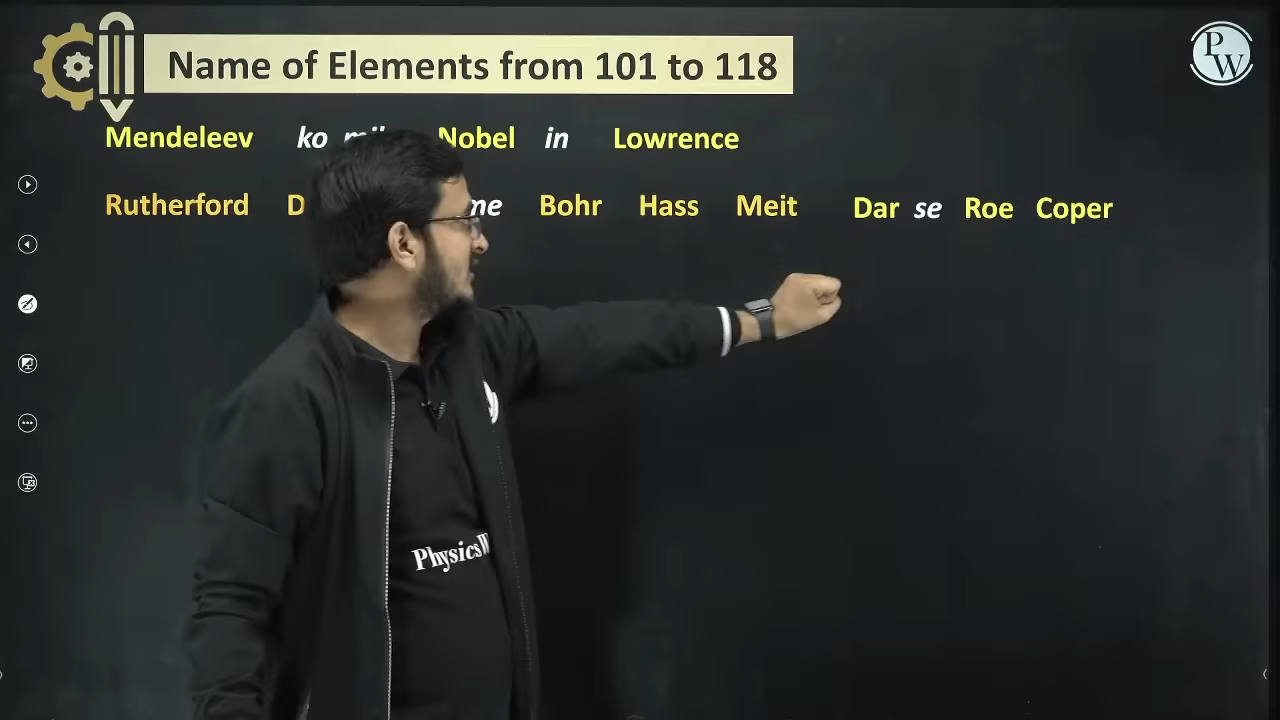 Name of Elements from 101 to 118
P
W
Mendeleev ko Nobel in Lowrence
Rutherford me Bohr Hass Meit Dar se Roe Coper
PhysicsW